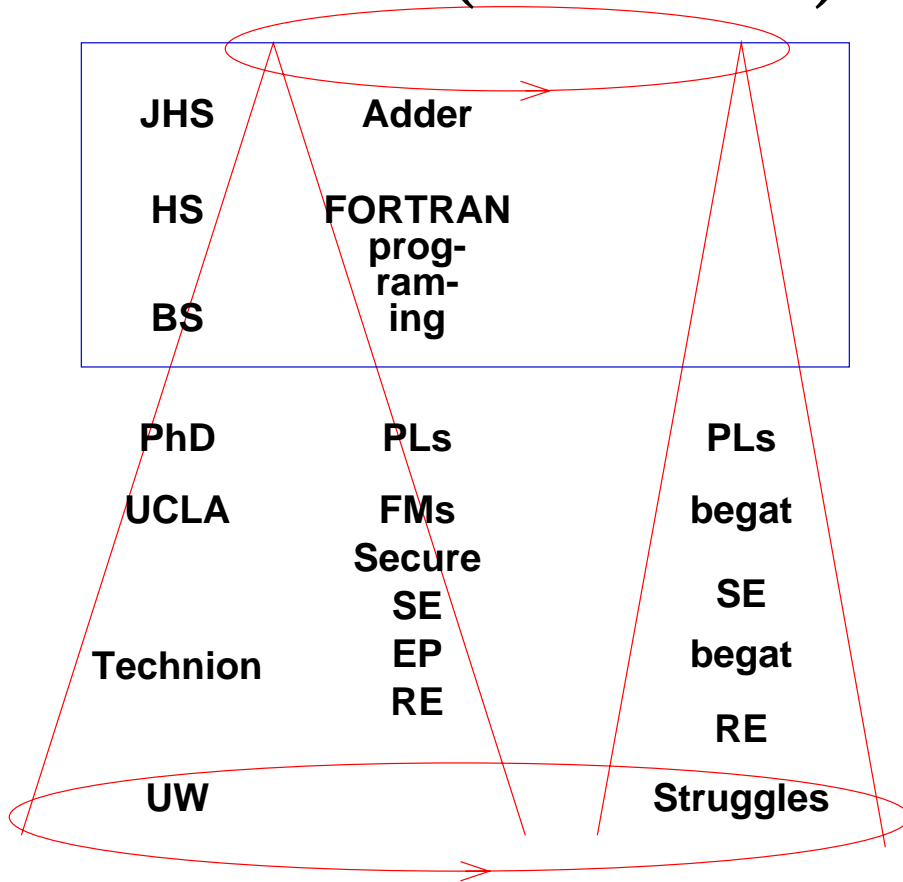 JHS Adder
HS FORTRAN
prog-
ram-
BS ing
PhD PLs PLs
UCLA FMs begat
Secure
SE SE
Technion EP begat
RE RE
UW Struggles